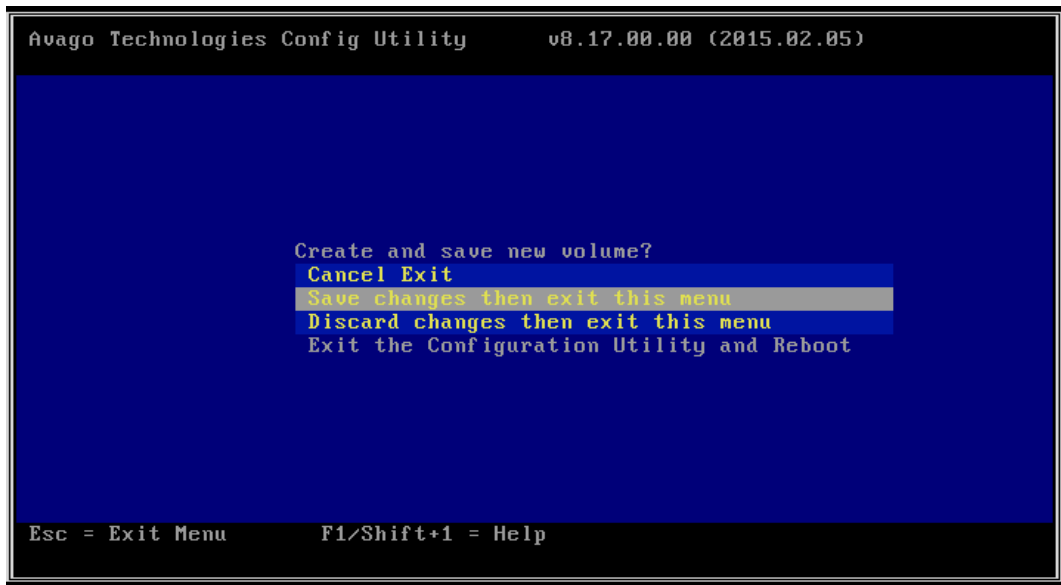 Avago Technologies Config Utility v8.17.00.00 (2015.02.05)
Create and save new volume?
Cancel Exit
Save changes then exit this menu
Discard changes then exit this menu
Exit the Configuration Utility and Reboot
Esc = Exit Menu F1/Shift+1 = Help